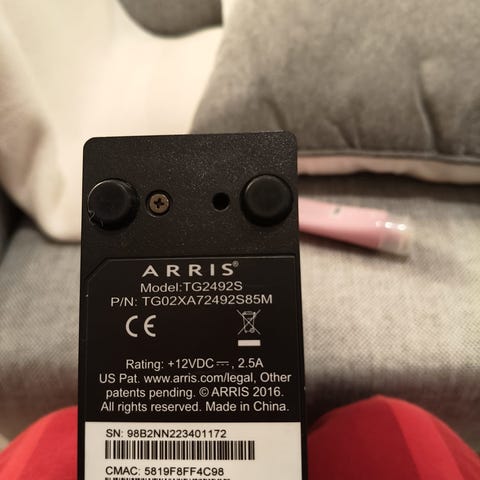 ARRIS®
Model:TG2492S
P/N: TG02XA72492S85M
CE
Rating: +12VDC⎓, 2.5A
US Pat. www.arris.com/legal, Other
patents pending. © ARRIS 2016.
All rights reserved. Made in China.
SN: 98B2NN223401172
CMAC: 5819F8FF4C98